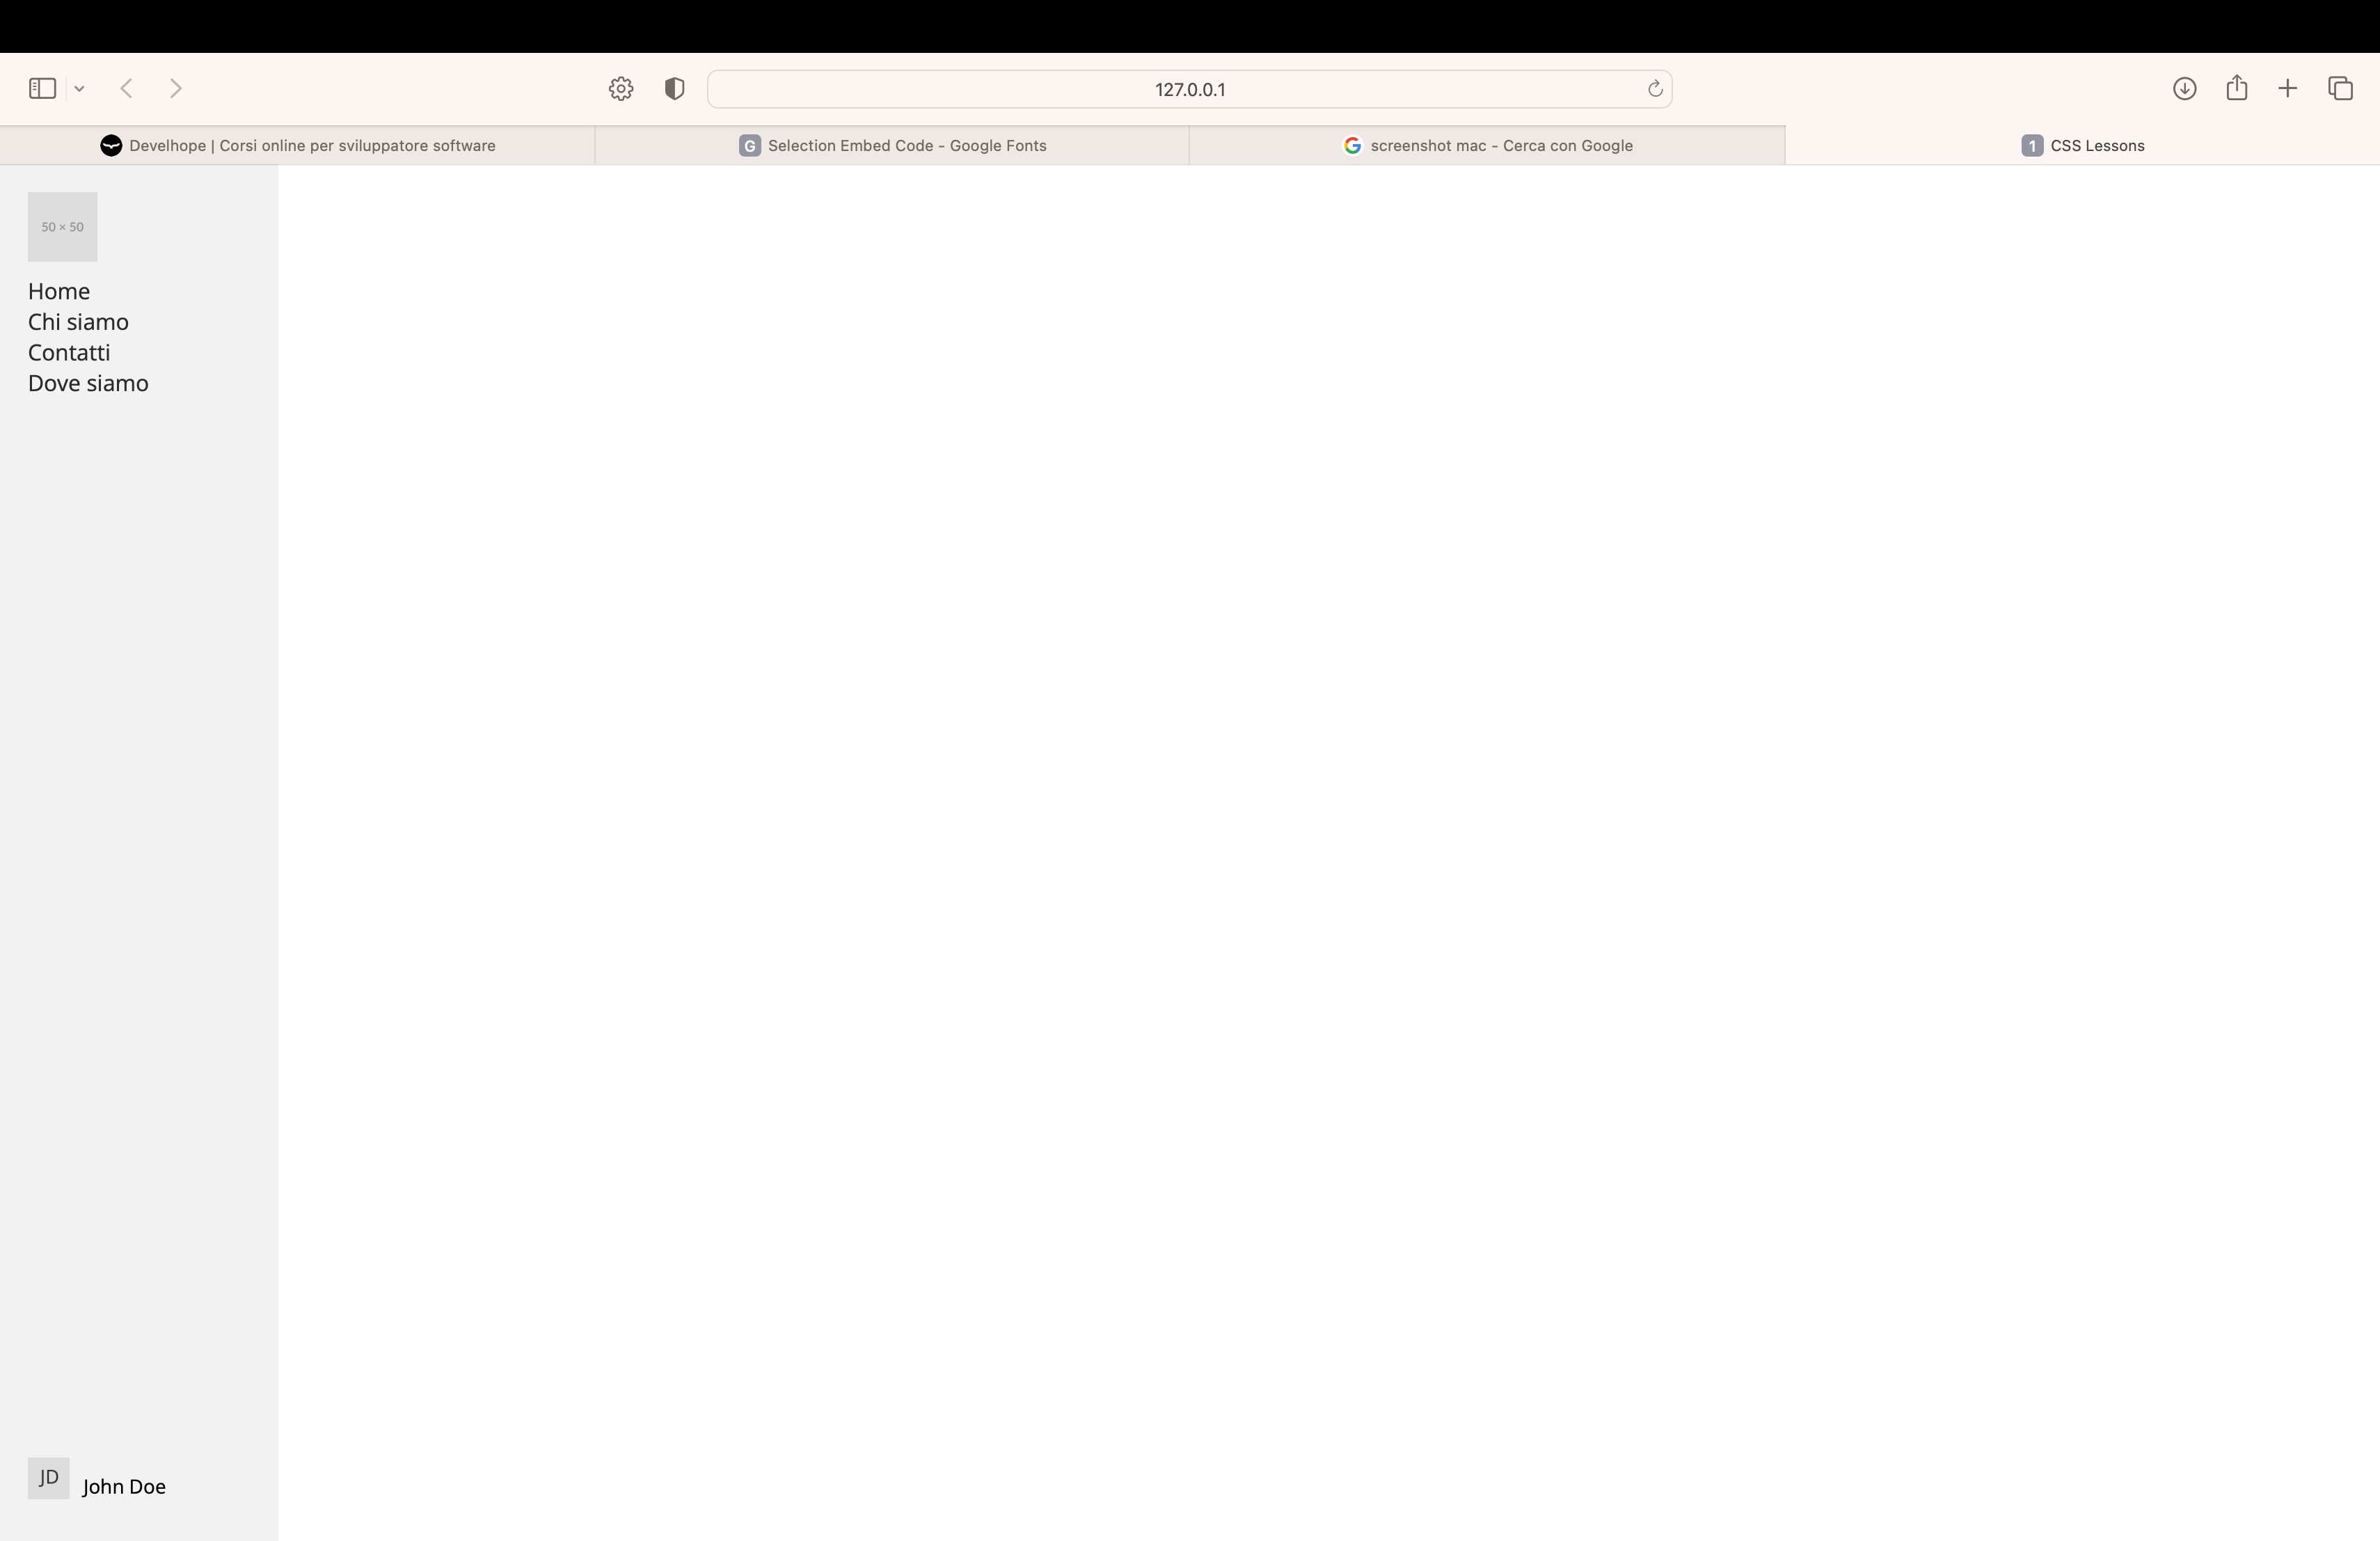 127.0.0.1
Develhope | Corsi online per sviluppatore software
G Selection Embed Code - Google Fonts
screenshot mac - Cerca con Google
1 CSS Lessons
50 × 50
Home
Chi siamo
Contatti
Dove siamo
JD John Doe